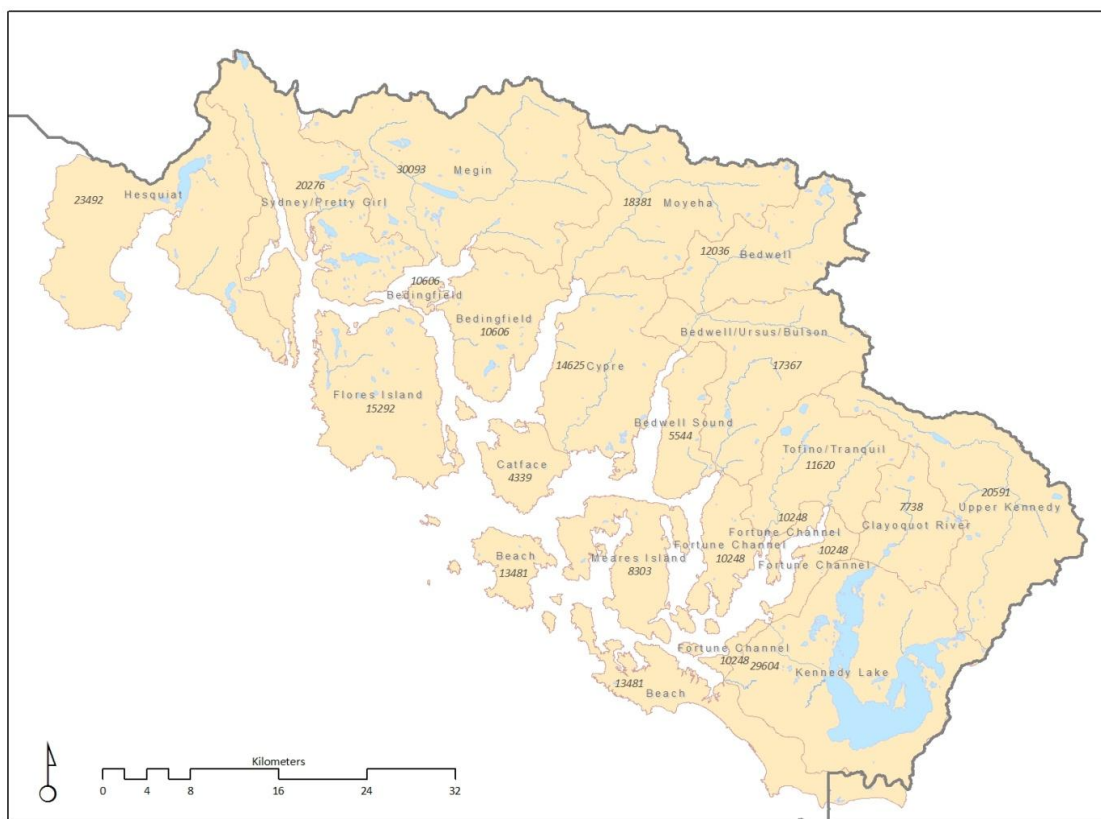 23492
Hesquiat
20276
Sydney/Pretty Girl
30093
Megin
18381
Moyeha
12036
Bedwell
10606
Bedingfield
Bedingfield
10606
Bedwell/Ursus/Bulson
17367
14625
Cypre
Flores Island
15292
Bedwell Sound
5544
Catface
4339
Tofino/Tranquil
11620
7738
Clayoquot River
20591
Upper Kennedy
10248
Fortune Channel
Fortune Channel
10248
10248
Fortune Channel
Beach
13481
Meares Island
8303
Fortune Channel
10248
29604
Kennedy Lake
13481
Beach
Kilometers
0 4 8 16 24 32